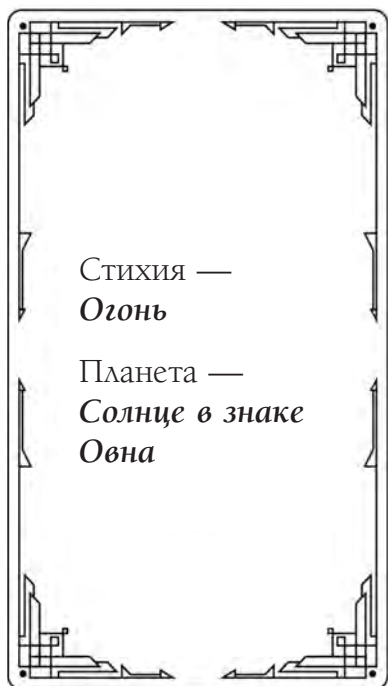 Стихия —
Огонь
Планета —
Солнце в знаке
Овна